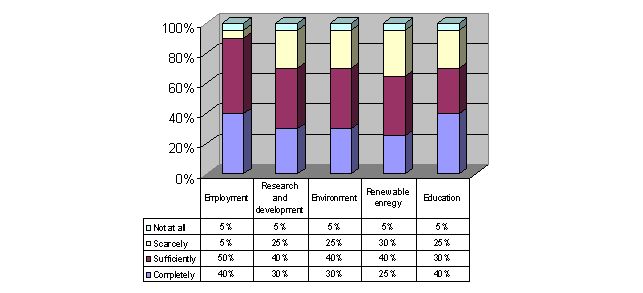 100%
80%
60%
40%
20%
0%
Employment Research and development Environment Renewable enregy Education
Not at all 5% 5% 5% 5% 5%
Scarcely 5% 25% 25% 30% 25%
Sufficiently 50% 40% 40% 40% 30%
Completely 40% 30% 30% 25% 40%